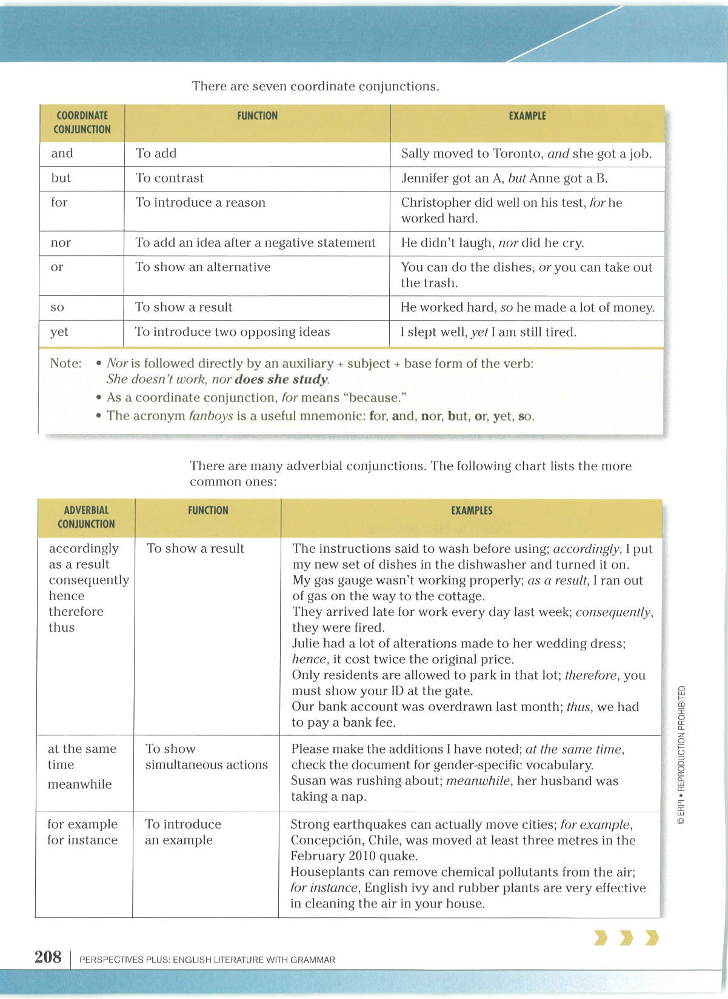 There are seven coordinate conjunctions.
COORDINATE CONJUNCTION FUNCTION EXAMPLE
and To add Sally moved to Toronto, and she got a job.
but To contrast Jennifer got an A, but Anne got a B.
for To introduce a reason Christopher did well on his test, for he
worked hard.
nor To add an idea after a negative statement He didn't laugh, nor did he cry.
or To show an alternative You can do the dishes, or you can take out
the trash.
so To show a result He worked hard, so he made a lot of money.
yet To introduce two opposing ideas I slept well, yet I am still tired.
Note: • Nor is followed directly by an auxiliary + subject + base form of the verb:
She doesn't work, nor does she study.
• As a coordinate conjunction, for means “because.”
• The acronym fanboys is a useful mnemonic: for, and, nor, but, or, yet, so.
There are many adverbial conjunctions. The following chart lists the more
common ones:
ADVERBIAL CONJUNCTION FUNCTION EXAMPLES
accordingly To show a result The instructions said to wash before using; accordingly, I put
as a result my new set of dishes in the dishwasher and turned it on.
consequently My gas gauge wasn't working properly; as a result, I ran out
hence of gas on the way to the cottage.
therefore They arrived late for work every day last week; consequently,
thus they were fired.
Julie had a lot of alterations made to her wedding dress;
hence, it cost twice the original price.
Only residents are allowed to park in that lot; therefore, you
must show your ID at the gate.
Our bank account was overdrawn last month; thus, we had
to pay a bank fee.
at the same To show Please make the additions I have noted; at the same time,
time simultaneous actions check the document for gender-specific vocabulary.
meanwhile Susan was rushing about; meanwhile, her husband was
taking a nap.
for example To introduce Strong earthquakes can actually move cities; for example,
for instance an example Concepción, Chile, was moved at least three metres in the
February 2010 quake.
Houseplants can remove chemical pollutants from the air;
for instance, English ivy and rubber plants are very effective
in cleaning the air in your house.
© ERPI • REPRODUCTION PROHIBITED
208 PERSPECTIVES PLUS: ENGLISH LITERATURE WITH GRAMMAR